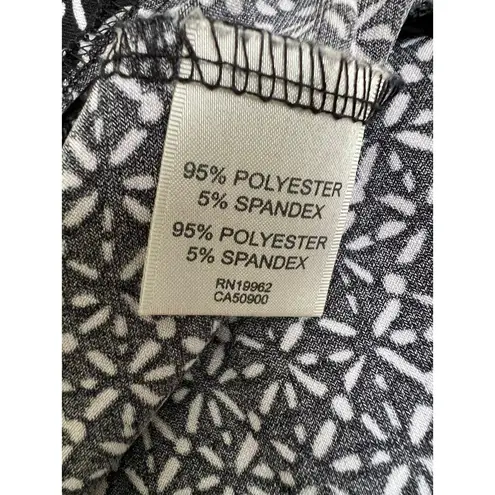 95% POLYESTER
5% SPANDEX
95% POLYESTER
5% SPANDEX
RN19962
CA50900